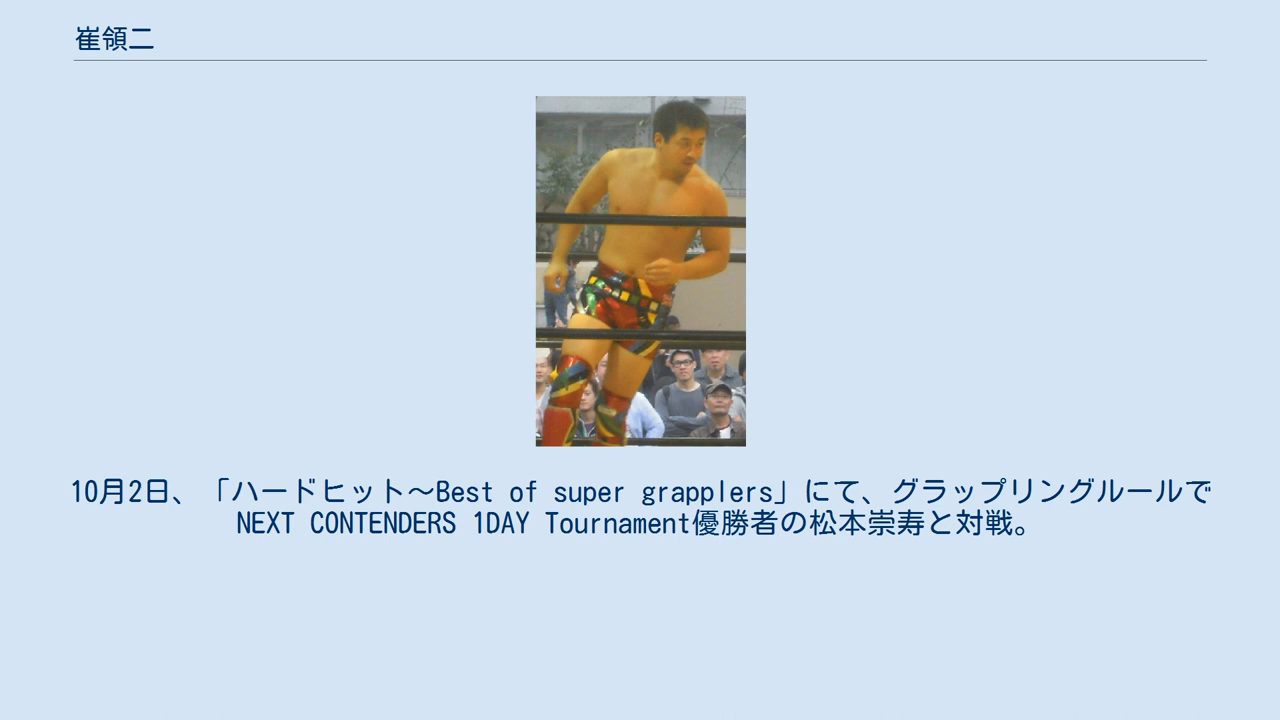 崔領二
10月2日、「ハードヒット〜Best of super grapplers」にて、グラップリングルールで
NEXT CONTENDERS 1DAY Tournament優勝者の松本崇寿と対戦。